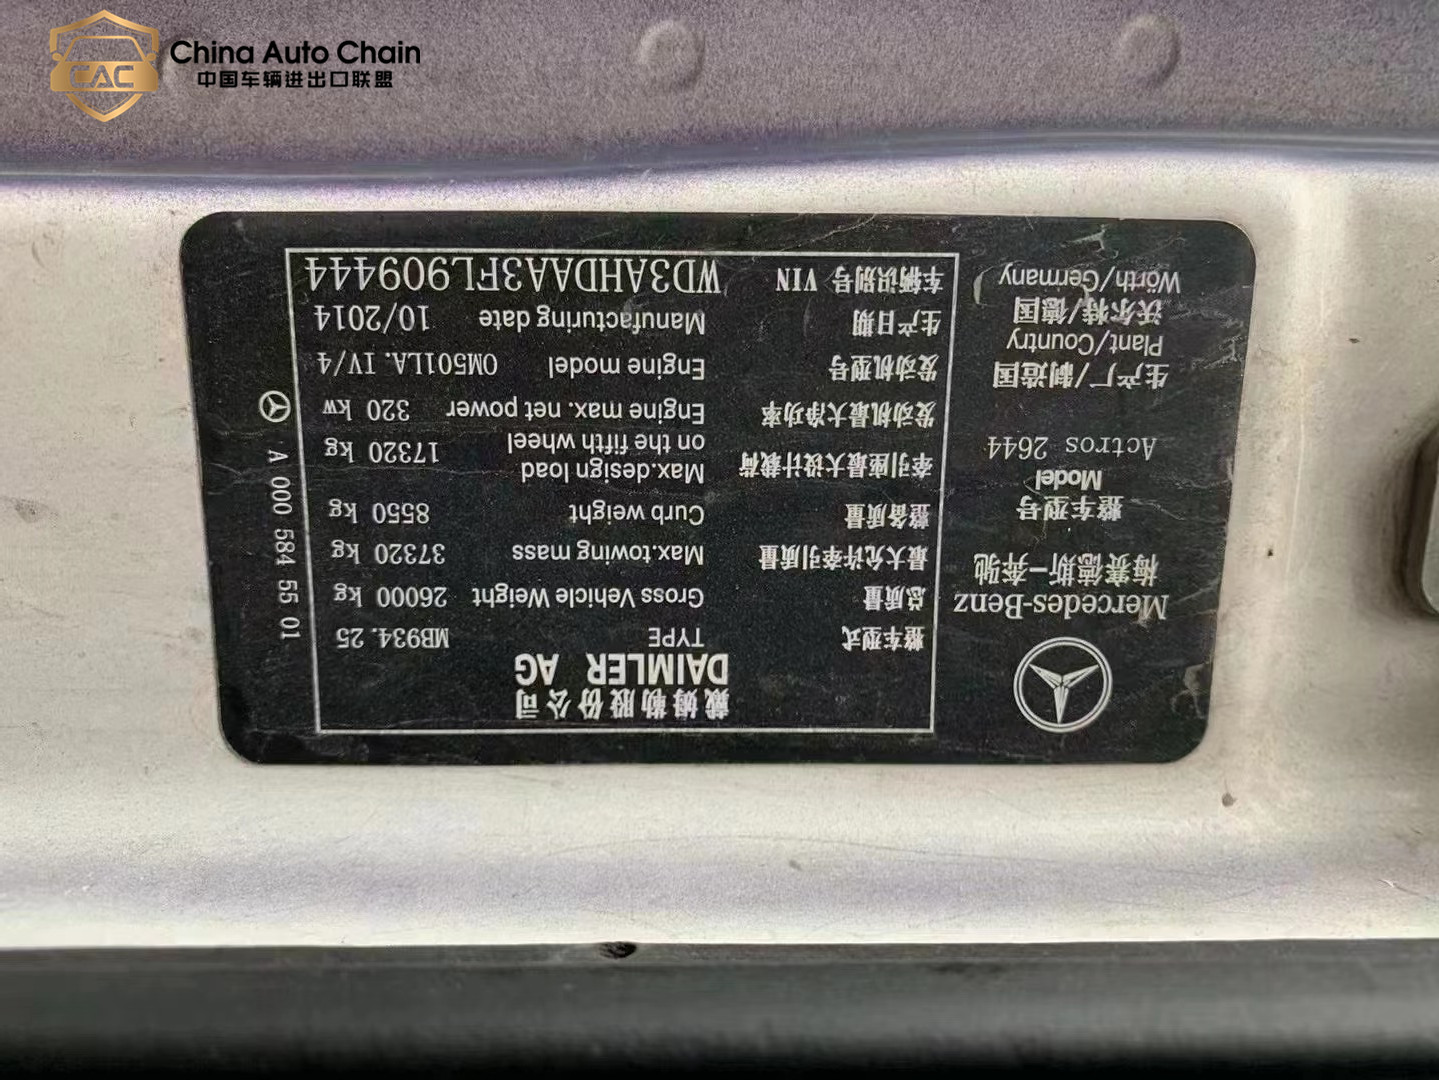 China Auto Chain
中国车辆进出口联盟
CAC
Mercedes-Benz
梅赛德斯-奔驰
整车型号
Model
Actros 2644
生产厂/制造国
Plant/Country
沃尔特/德国
Wörth/Germany
戴姆勒股份公司
DAIMLER AG
整车型式 TYPE MB934.25
总质量 Gross Vehicle Weight 26000 kg
最大允许牵引质量 Max.towing mass 37320 kg
整备质量 Curb weight 8550 kg
牵引座最大设计载荷 Max.design load
on the fifth wheel 17320 kg
发动机最大净功率 Engine max. net power 320 kw
发动机型号 Engine model OM501LA.IV/4
生产日期 Manufacturing date 10/2014
车辆识别号 VIN WD3AHDAA3FL909444
A 000 584 55 01